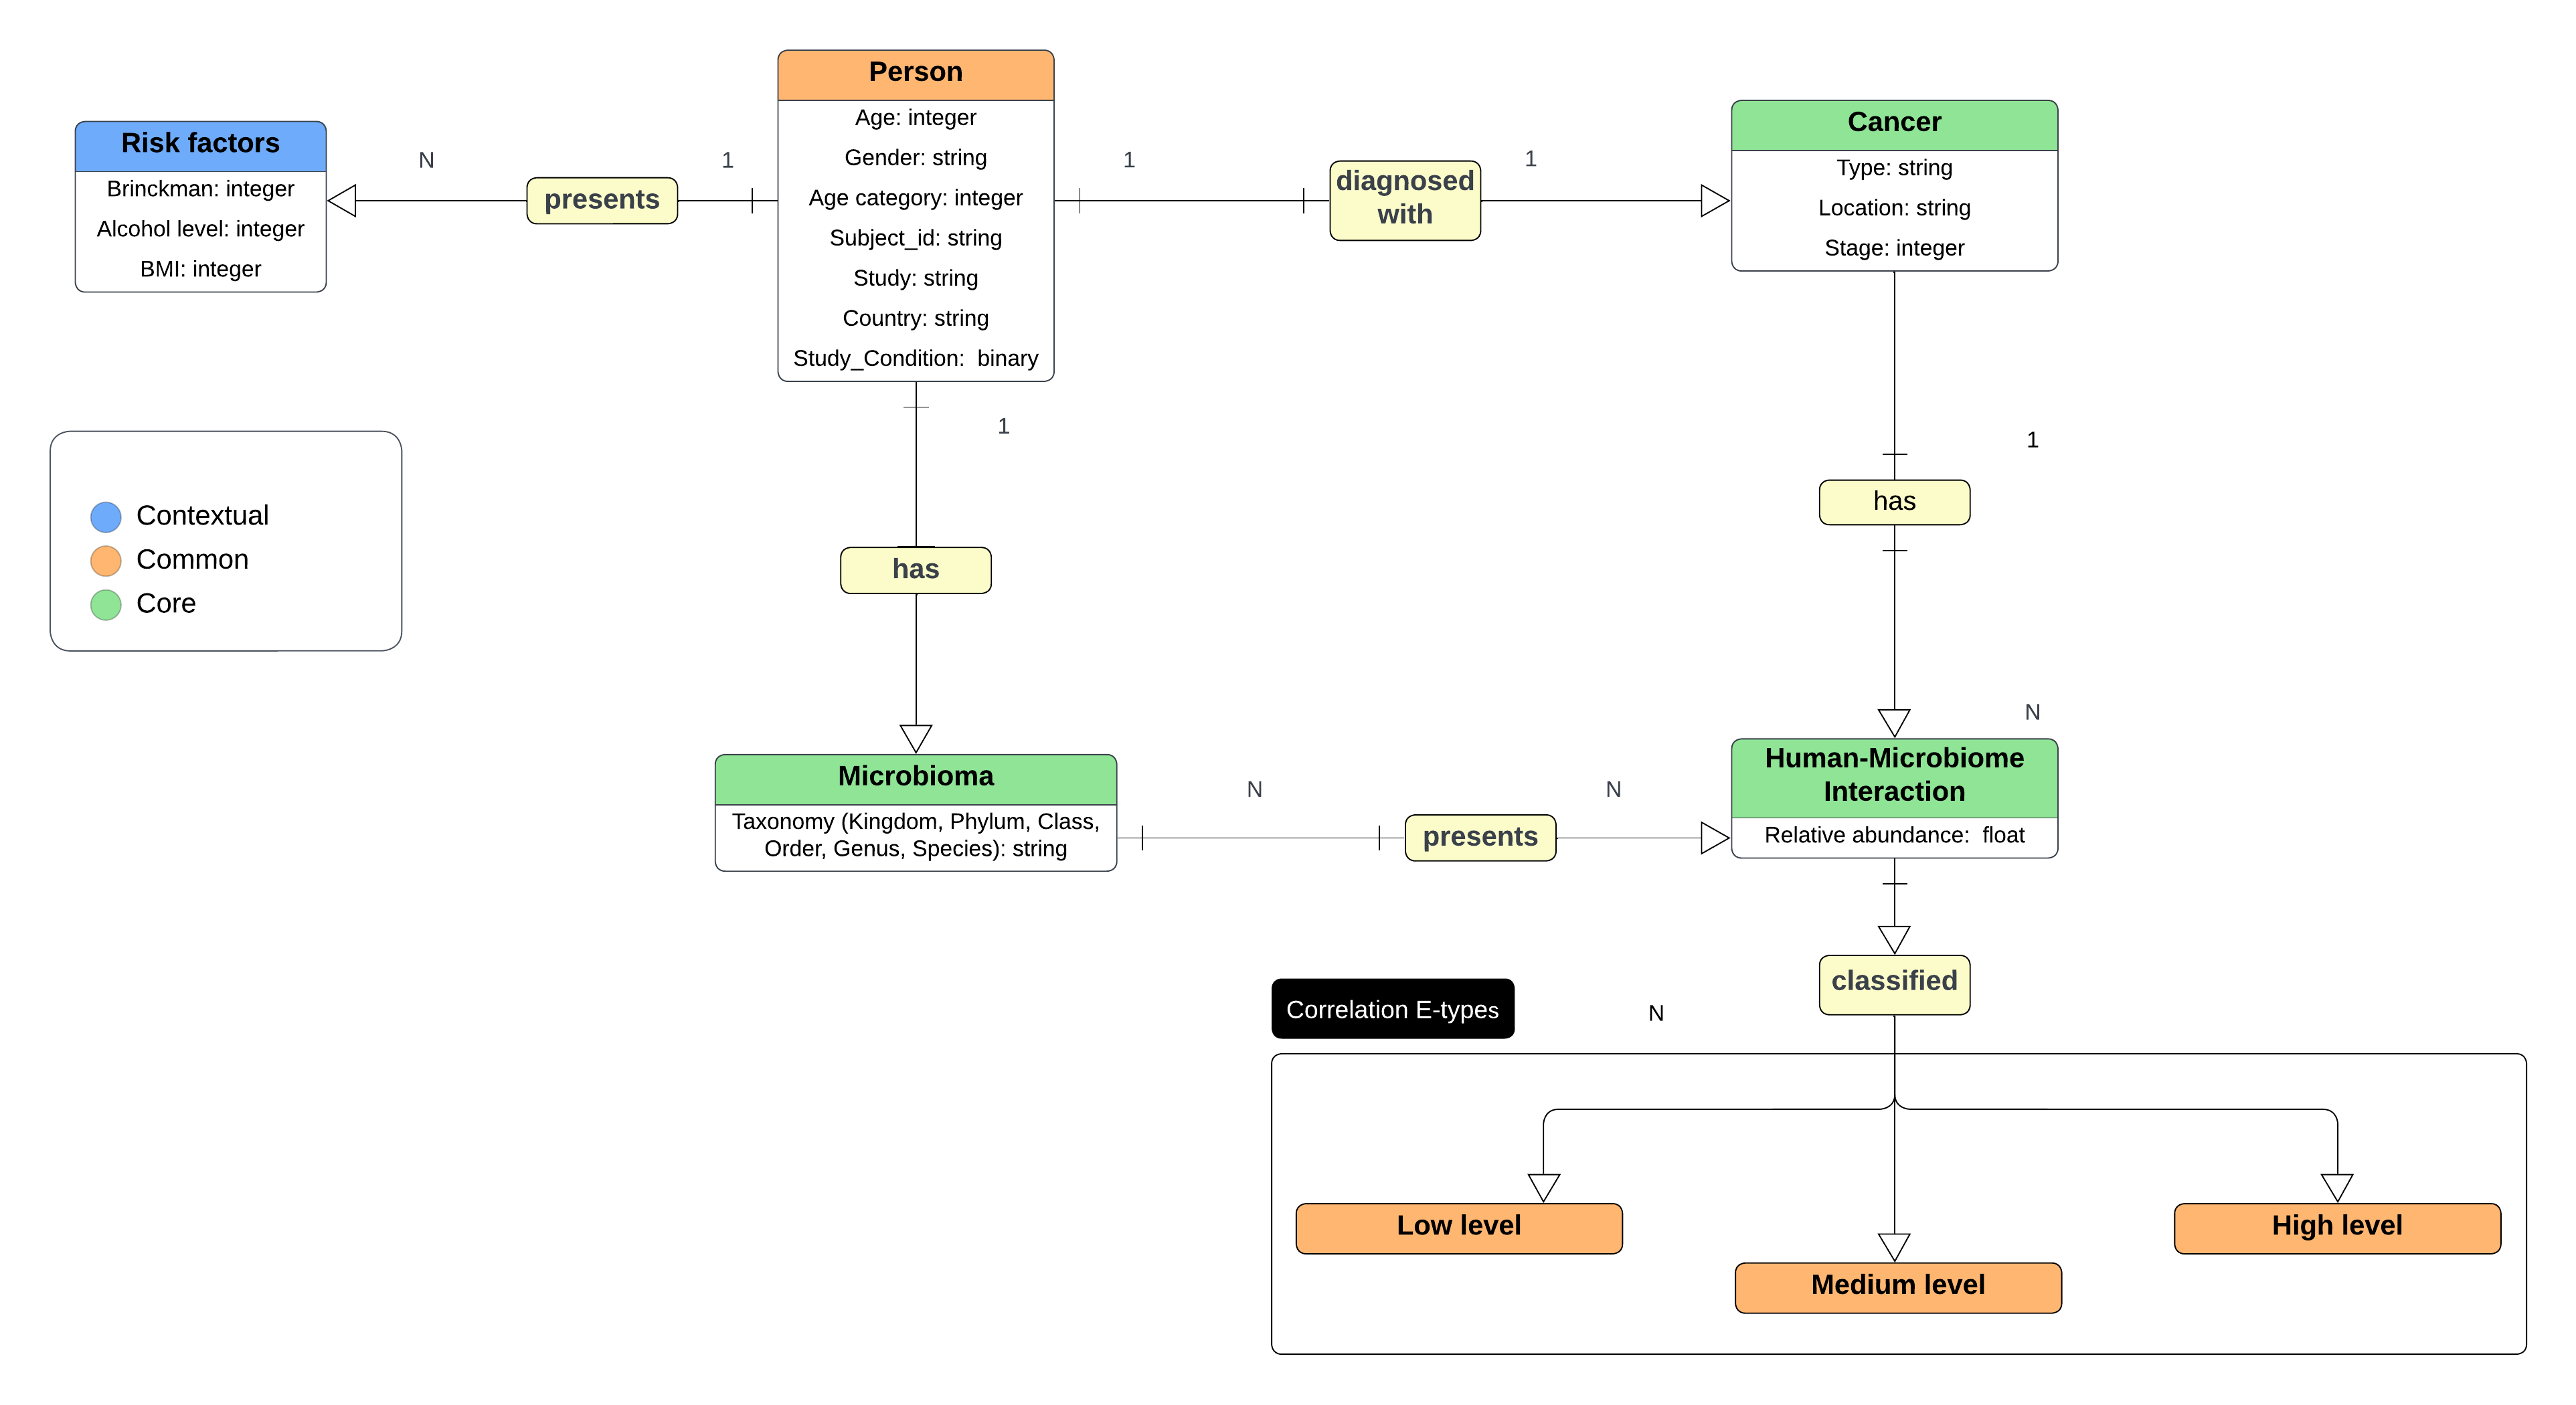 Person
Age: integer
Gender: string
Age category: integer
Subject_id: string
Study: string
Country: string
Study_Condition:  binary
Risk factors
Brinckman: integer
Alcohol level: integer
BMI: integer
N
presents
1
1
diagnosed
with
1
Cancer
Type: string
Location: string
Stage: integer
1
has
1
has
N
Contextual
Common
Core
Microbioma
Taxonomy (Kingdom, Phylum, Class,
Order, Genus, Species): string
N
presents
N
Human-Microbiome
Interaction
Relative abundance:  float
classified
Correlation E-types
N
Low level
Medium level
High level